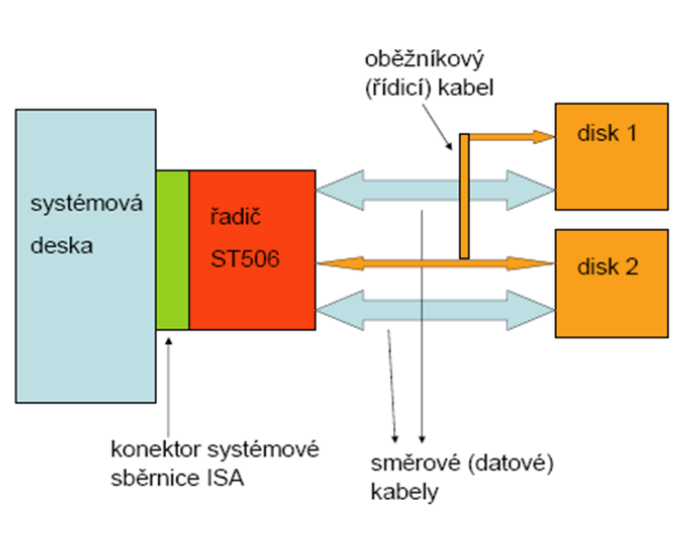 oběžníkový
(řídicí) kabel
disk 1
systémová
deska
řadič
ST506
disk 2
konektor systémové
sběrnice ISA
směrové (datové)
kabely